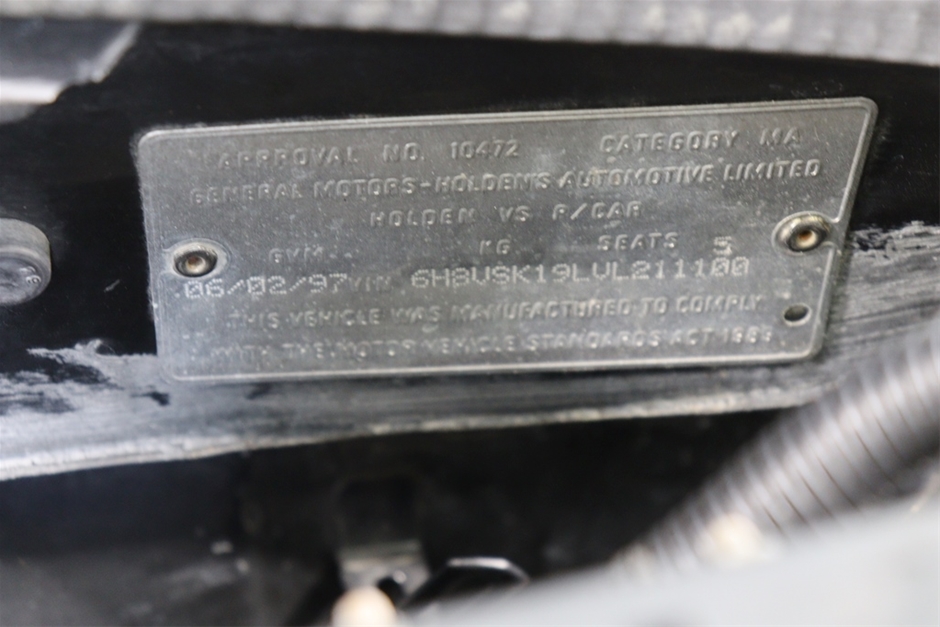 APPROVAL NO. 10472 CATEGORY MA
GENERAL MOTORS-HOLDEN'S AUTOMOTIVE LIMITED
HOLDEN VS P/CAR
GVM KG SEATS 5
06/02/97 VIN 6H8VSK19LVL211100
THIS VEHICLE WAS MANUFACTURED TO COMPLY
WITH THE MOTOR VEHICLE STANDARDS ACT 1989